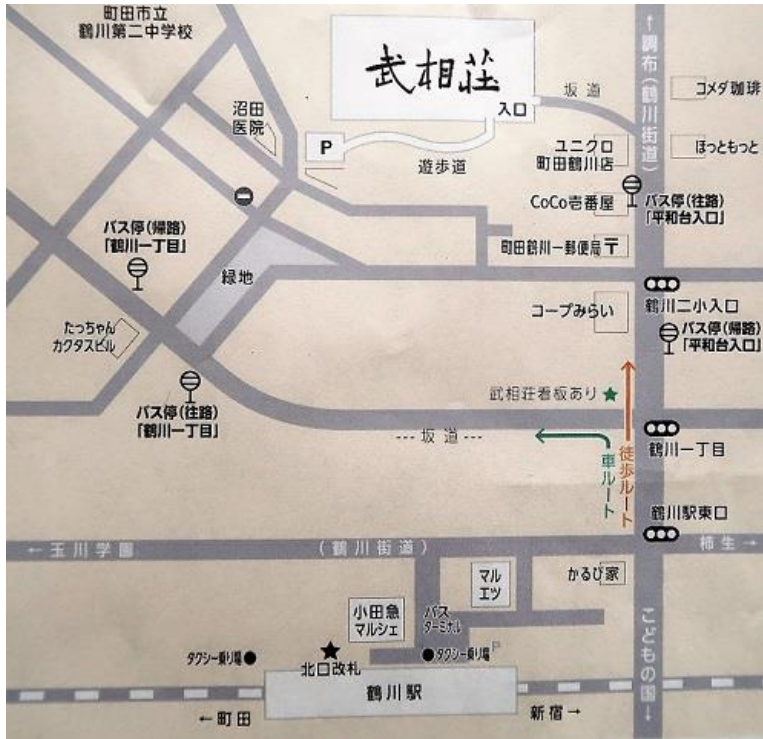 町田市立
鶴川第二中学校
武相荘
入口
坂道
↑調布(鶴川街道)
コメダ珈琲
沼田
医院
P
遊歩道
ユニクロ
町田鶴川店
ほっともっと
CoCo壱番屋
バス停(往路)
「平和台入口」
バス停(帰路)
「鶴川一丁目」
町田鶴川一郵便局〒
緑地
鶴川二小入口
コープみらい
バス停(帰路)
「平和台入口」
たっちゃん
カクタスビル
武相荘看板あり★
バス停(往路)
「鶴川一丁目」
--- 坂道 ---
鶴川一丁目
車ルート
徒歩ルート
鶴川駅東口
←玉川学園
(鶴川街道)
柿生→
マル
エツ
かるび家
小田急
マルシェ
バス
ターミナル
こどもの国↓
タクシー乗り場●
★
北口改札
●タクシー乗り場
P
鶴川駅
←町田
新宿→